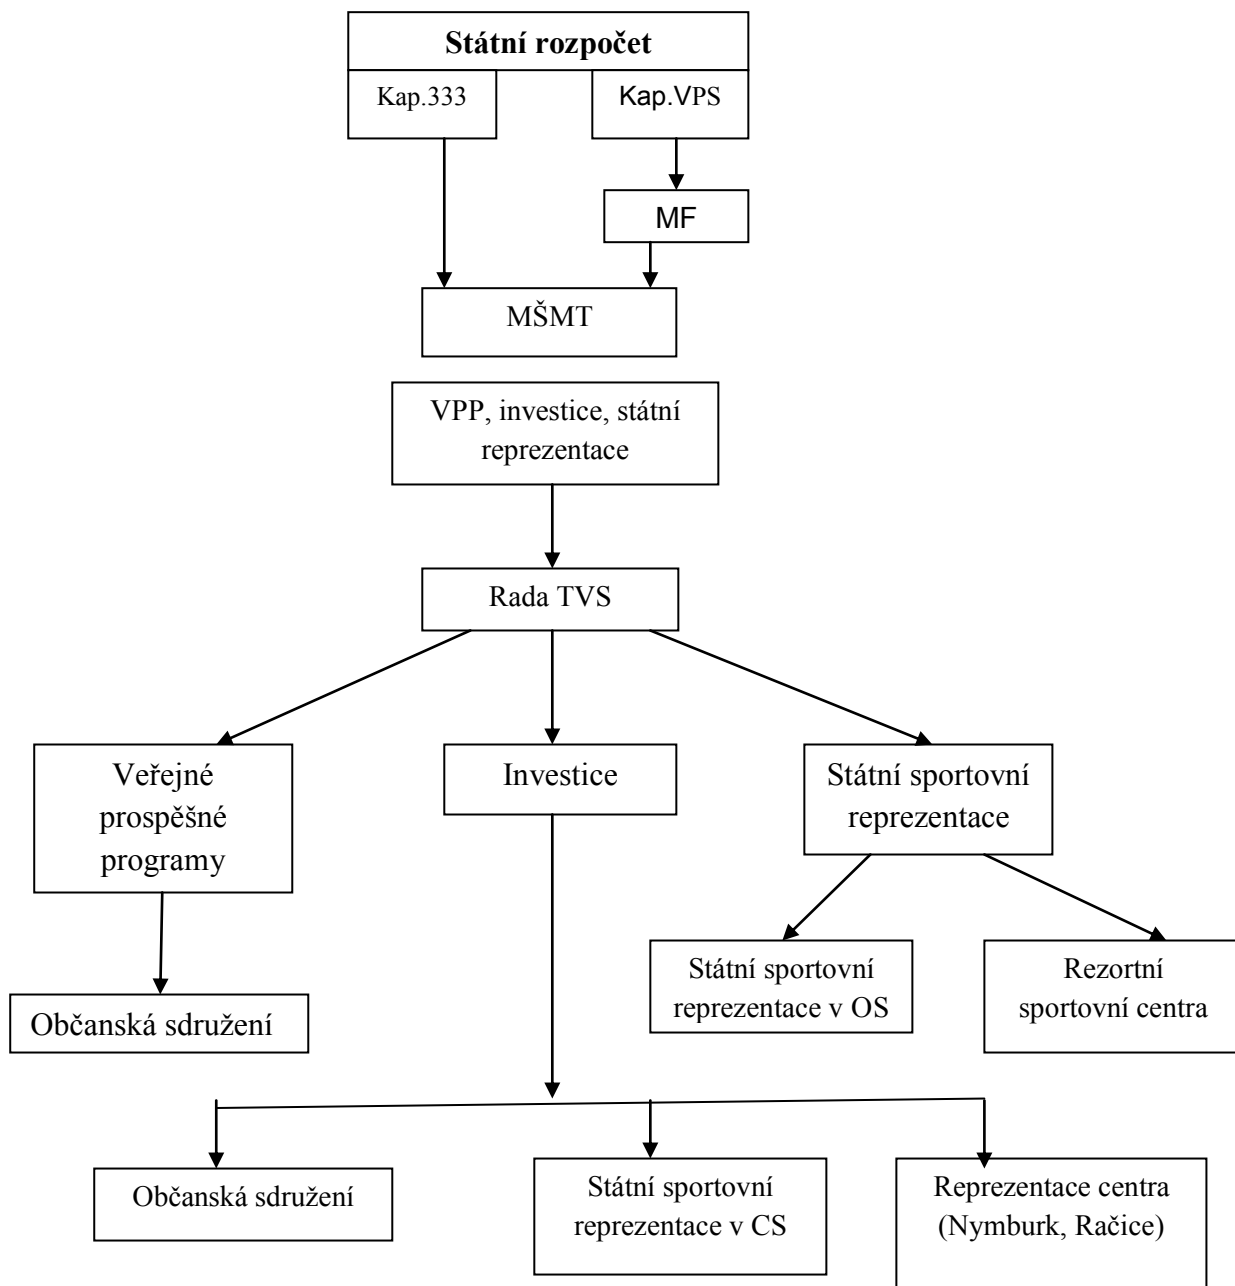 Státní rozpočet
Kap.333
Kap.VPS
MF
MŠMT
VPP, investice, státní
reprezentace
Rada TVS
Veřejné
prospěšné
programy
Investice
Státní sportovní
reprezentace
Státní sportovní
reprezentace v OS
Rezortní
sportovní centra
Občanská sdružení
Občanská sdružení
Státní sportovní
reprezentace v CS
Reprezentace centra
(Nymburk, Račice)